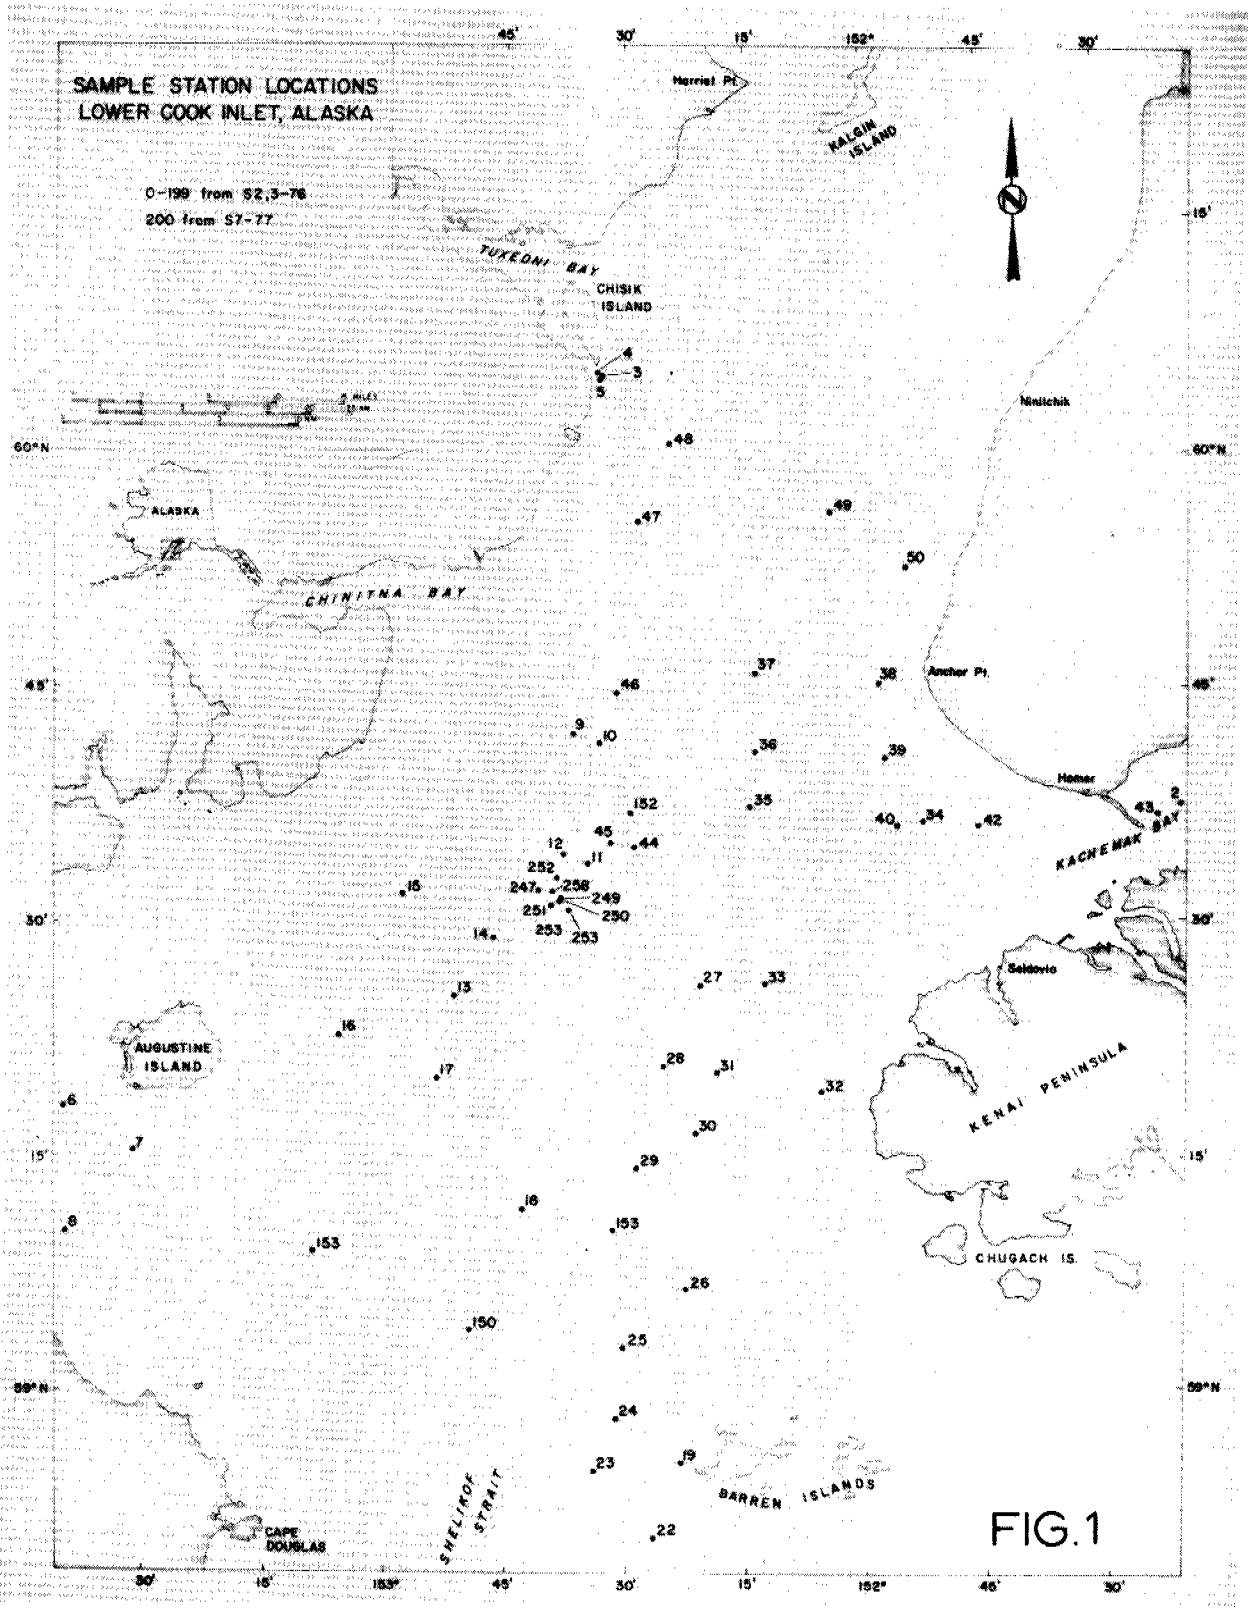 45' 30' 15' 152° 45' 30'
SAMPLE STATION LOCATIONS
LOWER COOK INLET, ALASKA
Harriet Pt.
KALGIN
ISLAND
0-199 from S2,3-76
200 from S7-77
15'
TUXEDNI BAY
CHISIK
ISLAND
4
3
5
Ninilchik
60°N
48
60°N
ALASKA
47
49
50
CHINITNA BAY
37
38
Anchor Pt.
45'
46
45'
9
10
36
39
Homer
152
35
40
34
42
43
2
KACHEMAK BAY
45
44
12
11
252
247
258
249
15
251
250
30'
253
253
30'
14
27
33
Seldovia
13
16
AUGUSTINE
ISLAND
17
28
31
32
KENAI PENINSULA
6
7
30
15'
29
15'
8
18
153
153
CHUGACH IS.
26
150
25
59°N
59°N
24
23
19
BARREN ISLANDS
SHELIKOF
STRAIT
22
CAPE
DOUGLAS
FIG.1
30' 15' 153° 45' 30' 15' 152° 45' 30'